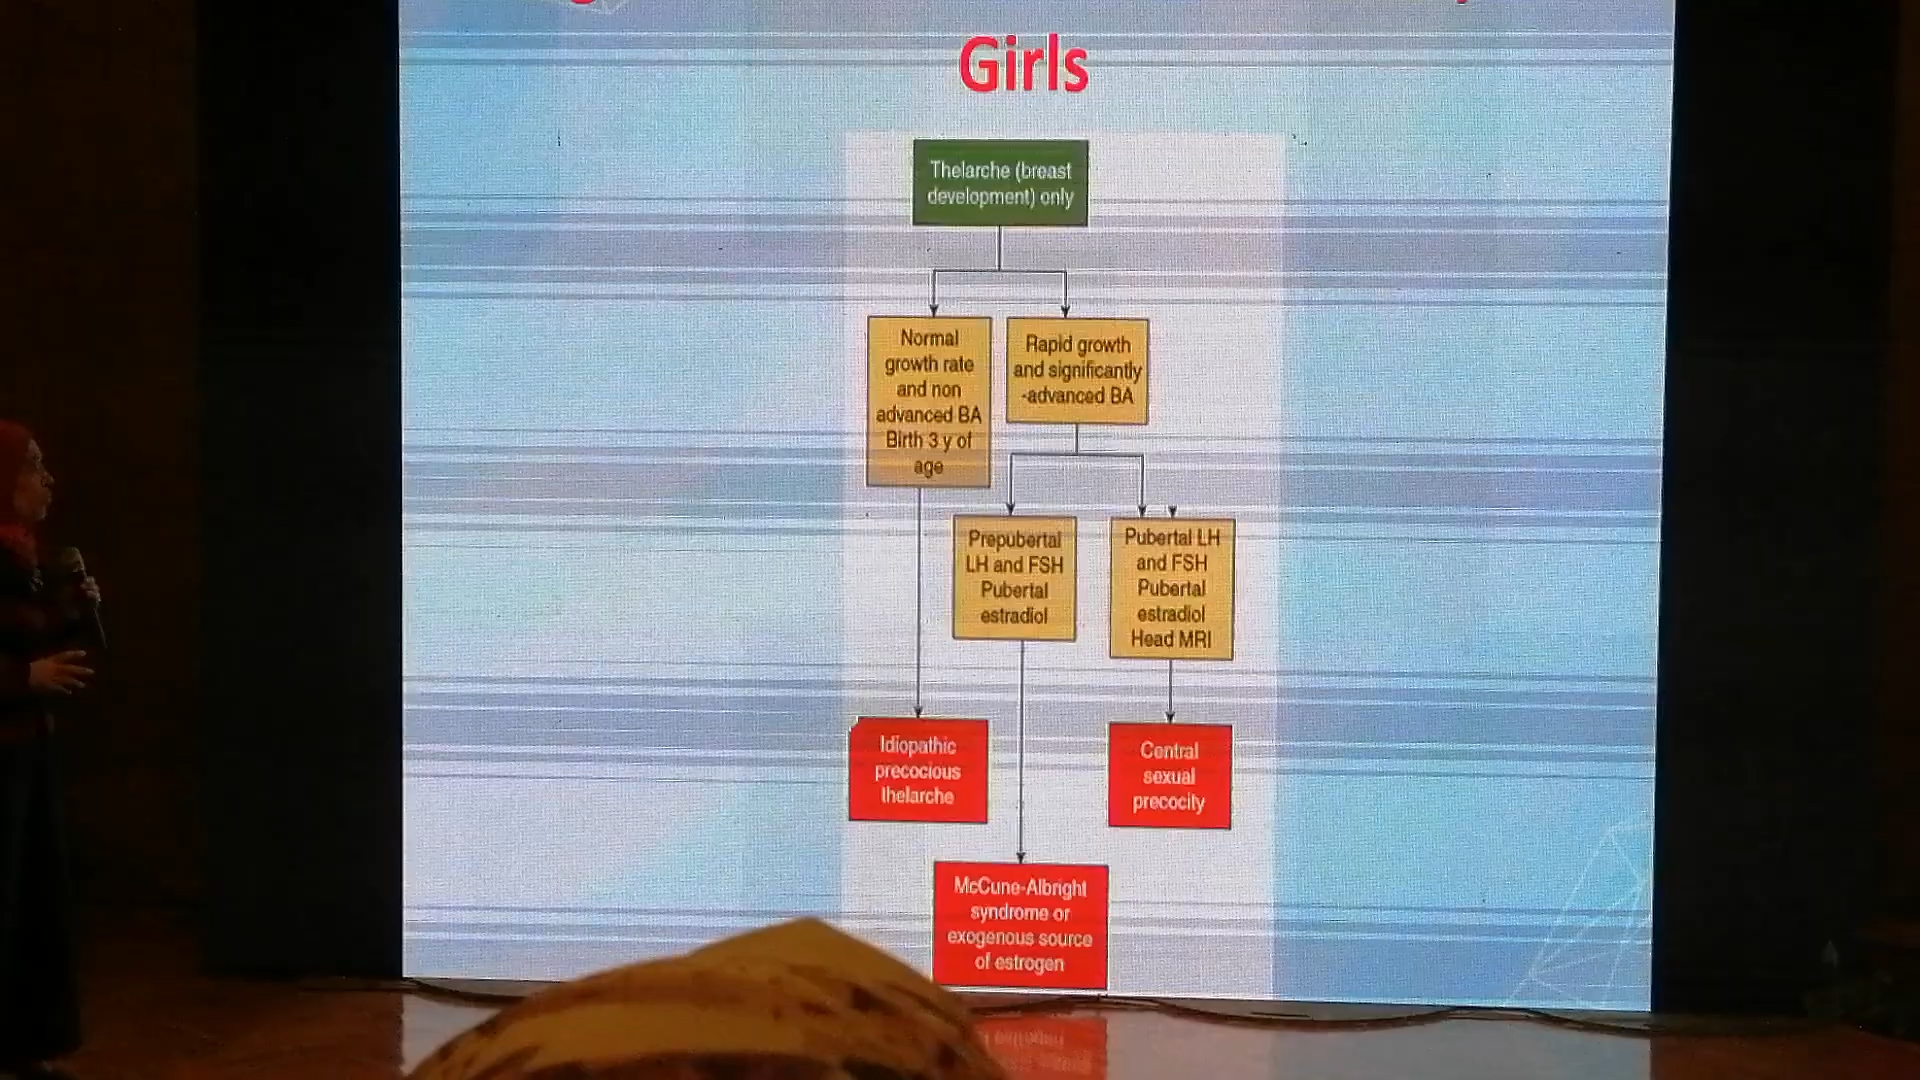 Girls
Thelarche (breast
development) only
Normal
growth rate
and non
advanced BA
Birth 3 y of
age
Rapid growth
and significantly
-advanced BA
Prepubertal
LH and FSH
Pubertal
estradiol
Pubertal LH
and FSH
Pubertal
estradiol
Head MRI
Idiopathic
precocious
thelarche
Central
sexual
precocity
McCune-Albright
syndrome or
exogenous source
of estrogen